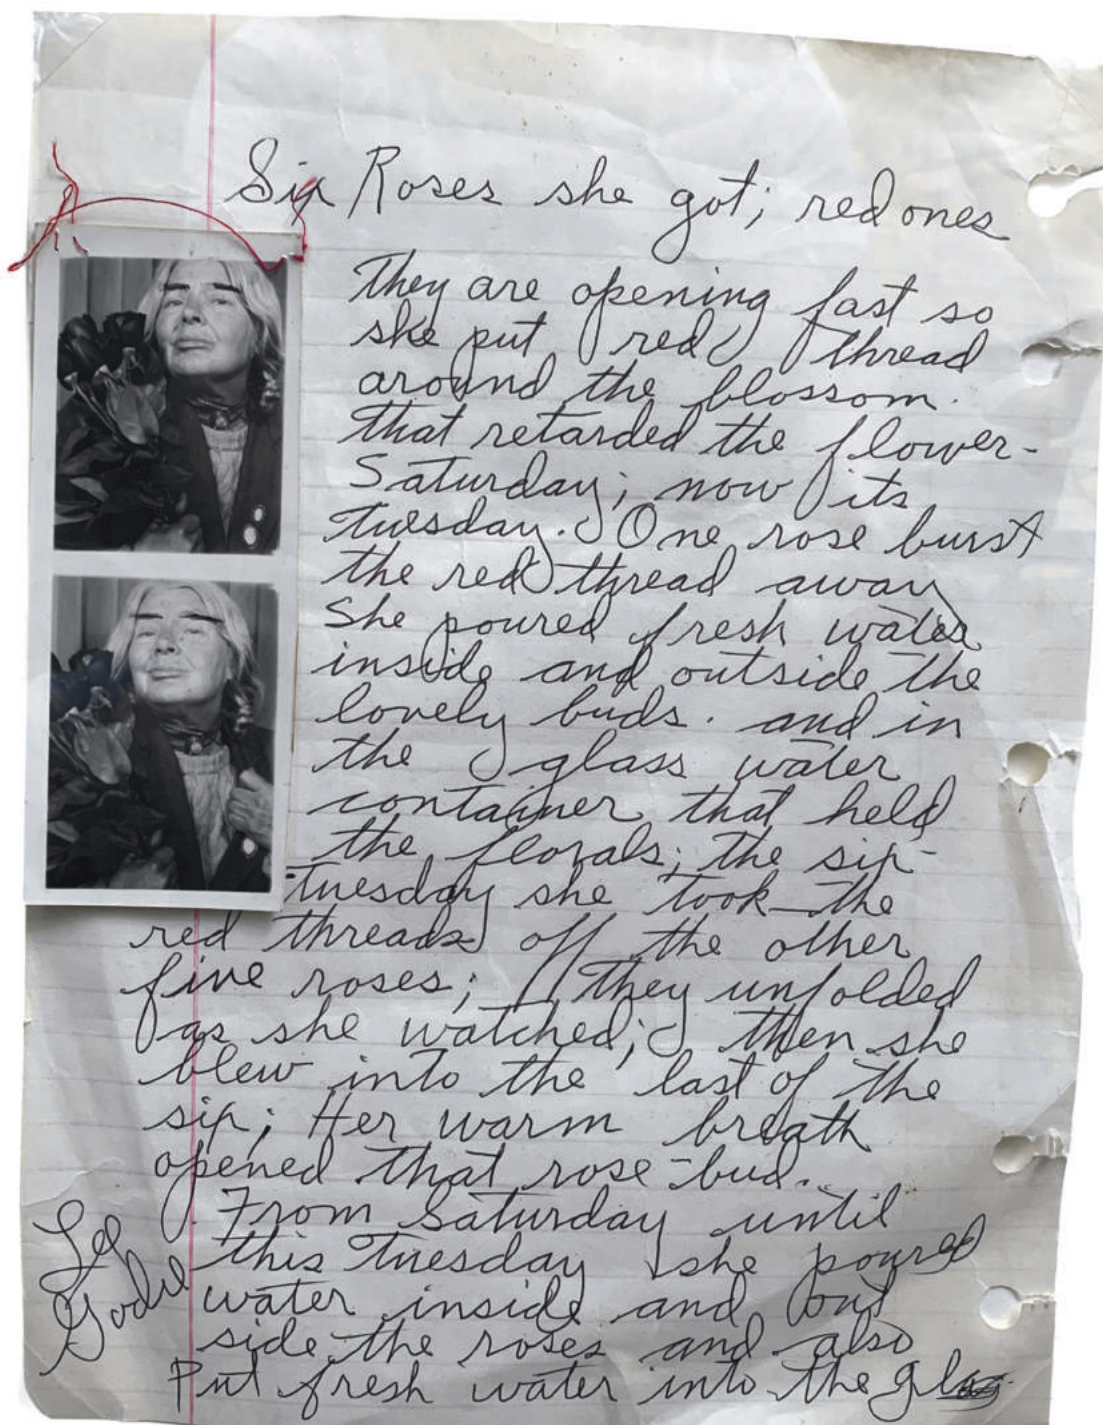 Six Roses she got; red ones
They are opening fast so
she put red thread
around the blossom.
That retarded the flower-
Saturday; now its
Tuesday. One rose burst
the red thread away
She poured fresh water
inside and outside the
lovely buds. and in
the glass water
container that held
the florals; the six-
Tuesday she took the
red threads off the other
five roses; They unfolded
as she watched; Then she
blew into the last of the
six; Her warm breath
opened that rose-bud..
From Saturday until
this Tuesday she poured
water inside and out
side the roses and also
Put fresh water into the glass
Lee
Godie